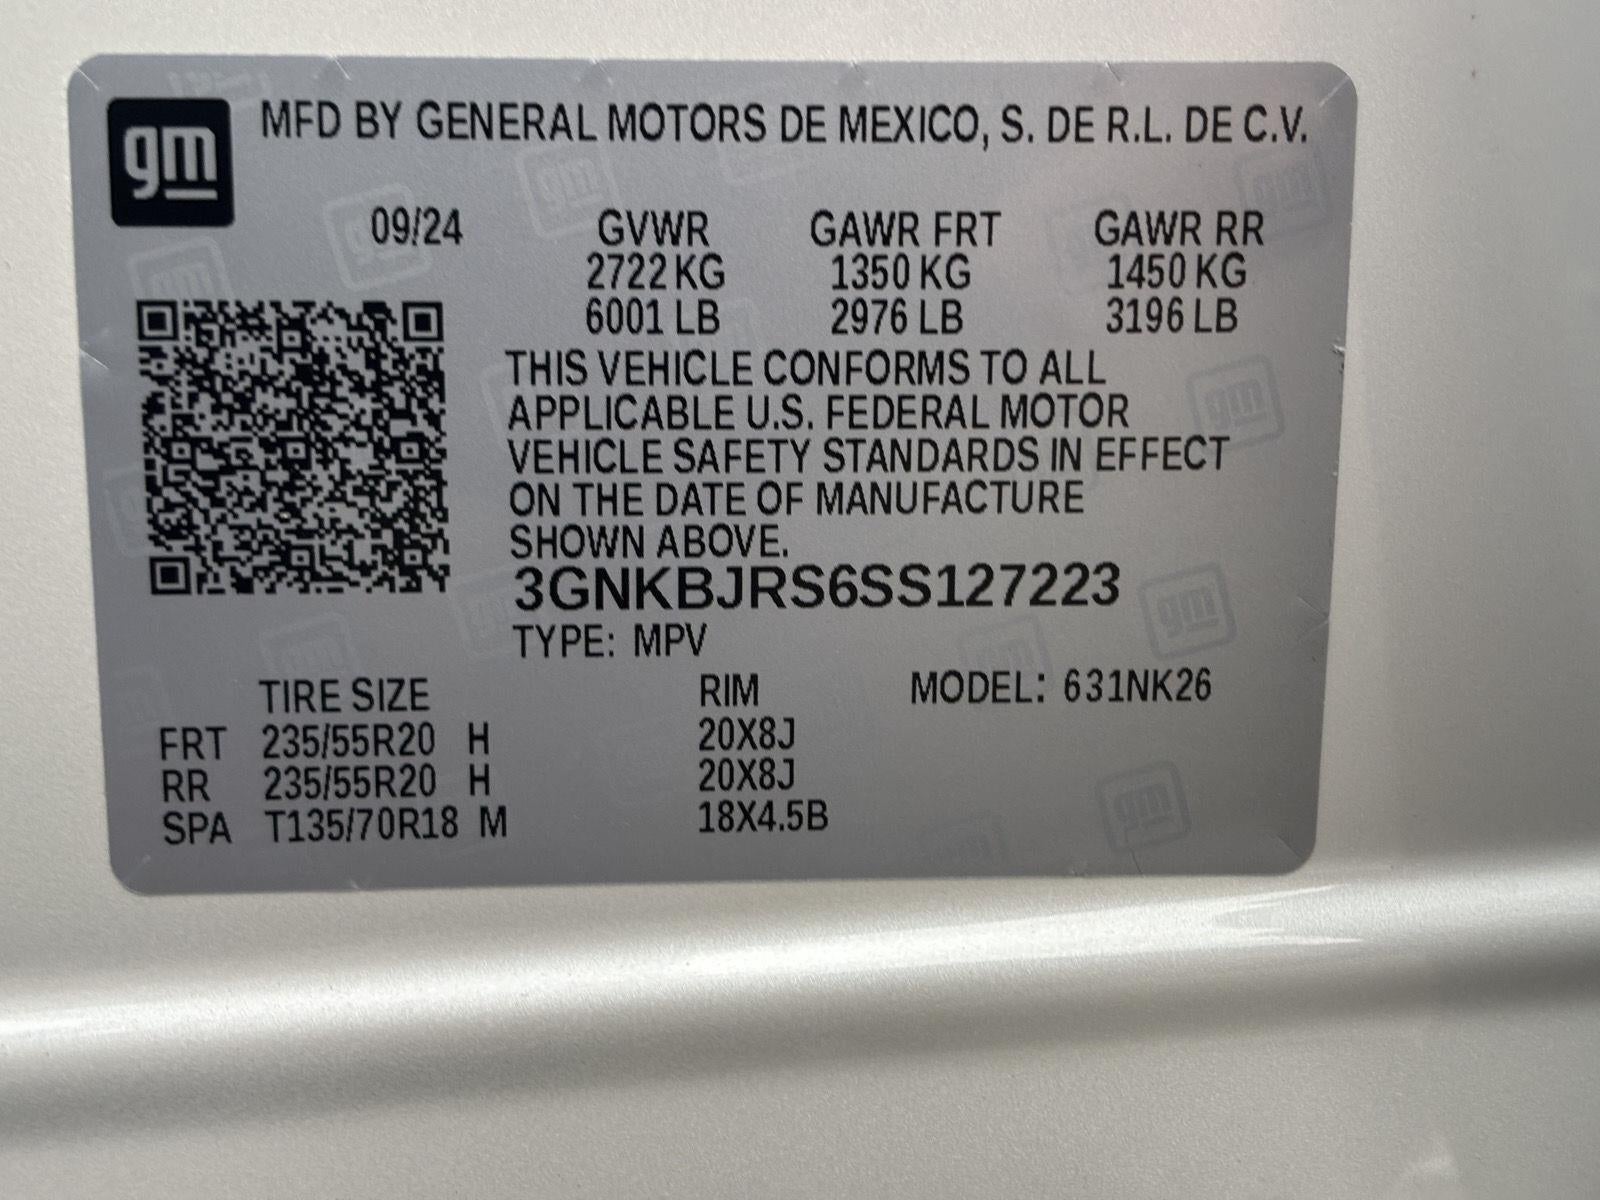 gm MFD BY GENERAL MOTORS DE MEXICO, S. DE R.L. DE C.V.
09/24 GVWR GAWR FRT GAWR RR
2722 KG 1350 KG 1450 KG
6001 LB 2976 LB 3196 LB
THIS VEHICLE CONFORMS TO ALL
APPLICABLE U.S. FEDERAL MOTOR
VEHICLE SAFETY STANDARDS IN EFFECT
ON THE DATE OF MANUFACTURE
SHOWN ABOVE.
3GNKBJRS6SS127223
TYPE: MPV
TIRE SIZE RIM MODEL: 631NK26
FRT 235/55R20 H 20X8J
RR 235/55R20 H 20X8J
SPA T135/70R18 M 18X4.5B